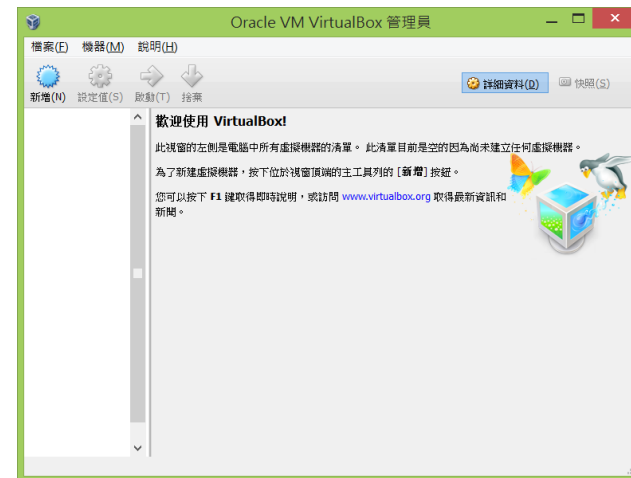 Oracle VM VirtualBox 管理員
檔案(F) 機器(M) 說明(H)
新增(N) 設定值(S) 啟動(T) 捨棄 詳細資料(D) 快照(S)
歡迎使用 VirtualBox!
此視窗的左側是電腦中所有虛擬機器的清單。 此清單目前是空的因為尚未建立任何虛擬機器。
為了新建虛擬機器,按下位於視窗頂端的主工具列的 [新增] 按鈕。
您可以按下 F1 鍵取得即時說明,或訪問 www.virtualbox.org 取得最新資訊和
新聞。